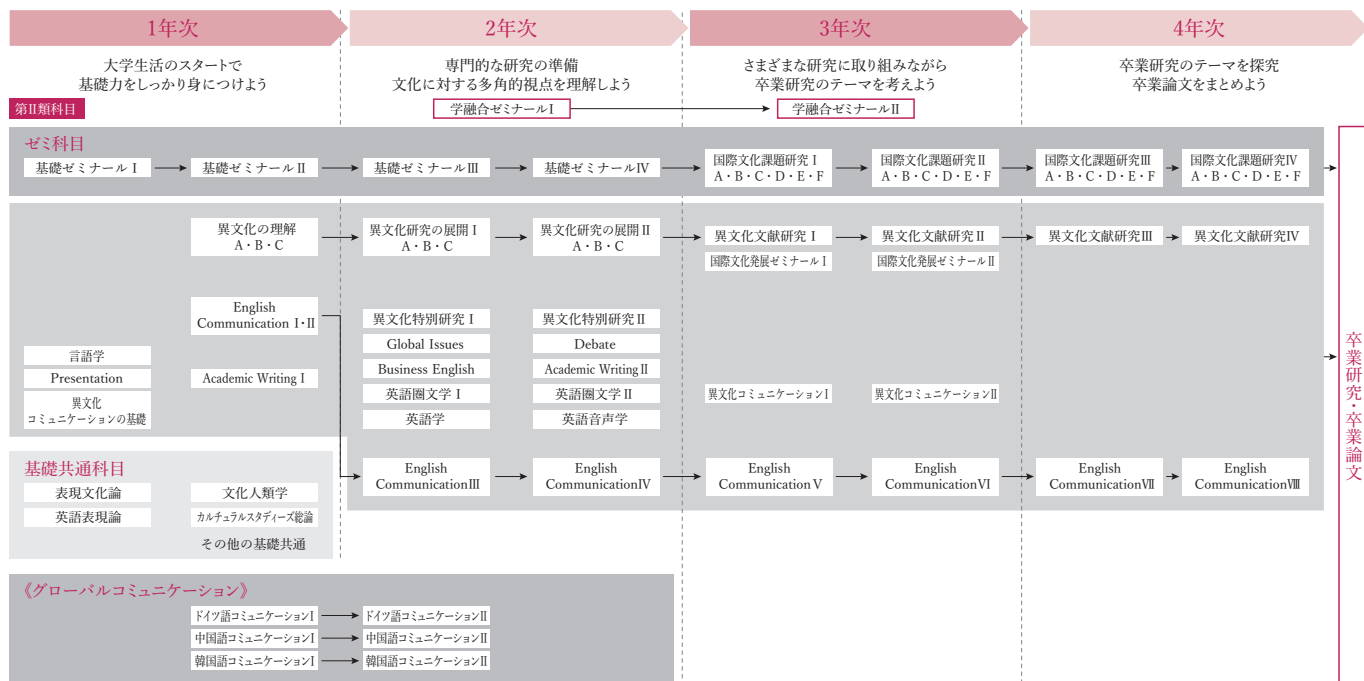 1年次
2年次
3年次
4年次
大学生活のスタートで
基礎力をしっかり身につけよう
専門的な研究の準備
文化に対する多角的視点を理解しよう
さまざまな研究に取り組みながら
卒業研究のテーマを考えよう
卒業研究のテーマを探究
卒業論文をまとめよう
第Ⅱ類科目
学融合ゼミナールⅠ
学融合ゼミナールⅡ
ゼミ科目
基礎ゼミナールⅠ
基礎ゼミナールⅡ
基礎ゼミナールⅢ
基礎ゼミナールⅣ
国際文化課題研究Ⅰ
A・B・C・D・E・F
国際文化課題研究Ⅱ
A・B・C・D・E・F
国際文化課題研究Ⅲ
A・B・C・D・E・F
国際文化課題研究Ⅳ
A・B・C・D・E・F
異文化の理解
A・B・C
異文化研究の展開Ⅰ
A・B・C
異文化研究の展開Ⅱ
A・B・C
異文化文献研究Ⅰ
異文化文献研究Ⅱ
異文化文献研究Ⅲ
異文化文献研究Ⅳ
国際文化発展ゼミナールⅠ
国際文化発展ゼミナールⅡ
English
Communication Ⅰ・Ⅱ
異文化特別研究Ⅰ
異文化特別研究Ⅱ
Global Issues
Debate
言語学
Presentation
Academic Writing Ⅰ
Business English
Academic Writing Ⅱ
異文化
コミュニケーションの基礎
英語圏文学Ⅰ
英語圏文学Ⅱ
異文化コミュニケーションⅠ
異文化コミュニケーションⅡ
英語学
英語音声学
English
CommunicationⅢ
English
CommunicationⅣ
English
CommunicationⅤ
English
CommunicationⅥ
English
CommunicationⅦ
English
CommunicationⅧ
卒業研究・卒業論文
基礎共通科目
表現文化論
文化人類学
英語表現論
カルチュラルスタディーズ総論
その他の基礎共通
《グローバルコミュニケーション》
ドイツ語コミュニケーションⅠ
ドイツ語コミュニケーションⅡ
中国語コミュニケーションⅠ
中国語コミュニケーションⅡ
韓国語コミュニケーションⅠ
韓国語コミュニケーションⅡ